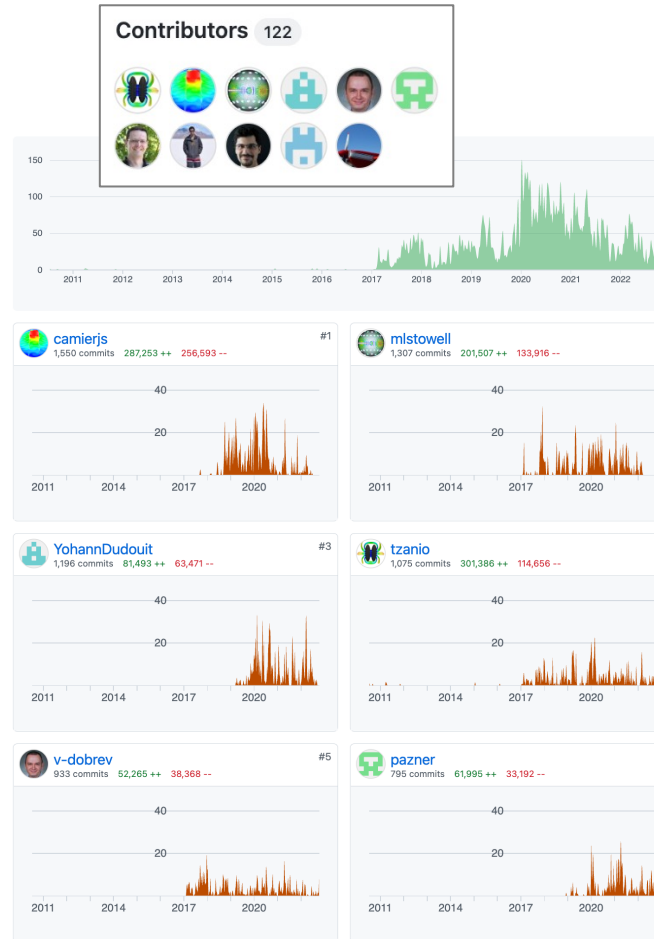 Contributors 122
150
100
50
0
2011 2012 2013 2014 2015 2016 2017 2018 2019 2020 2021 2022
camierjs #1
1,550 commits 287,253 ++ 256,593 --
40
20
2011 2014 2017 2020
mlstowell
1,307 commits 201,507 ++ 133,916 --
40
20
2011 2014 2017 2020
YohannDudouit #3
1,196 commits 81,493 ++ 63,471 --
40
20
2011 2014 2017 2020
tzanio
1,075 commits 301,386 ++ 114,656 --
40
20
2011 2014 2017 2020
v-dobrev #5
933 commits 52,265 ++ 38,368 --
40
20
2011 2014 2017 2020
pazner
795 commits 61,995 ++ 33,192 --
40
20
2011 2014 2017 2020